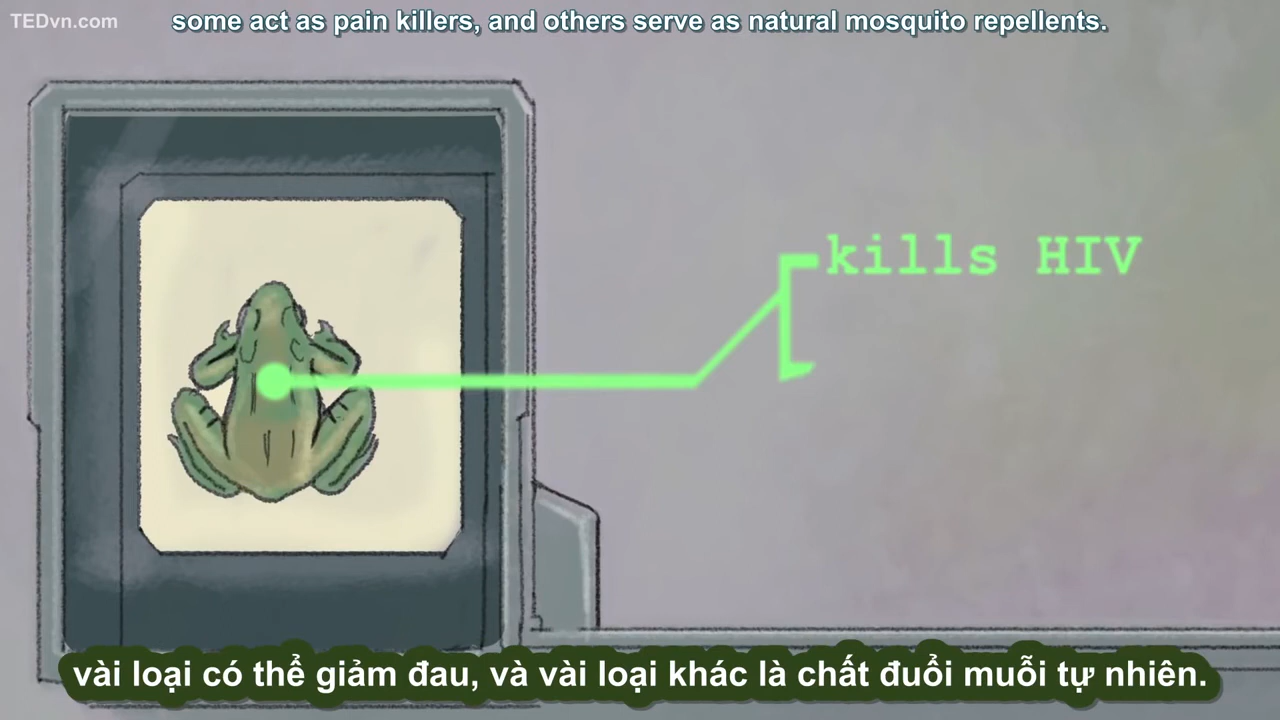 TEDvn.com
some act as pain killers, and others serve as natural mosquito repellents.
kills HIV
vài loại có thể giảm đau, và vài loại khác là chất đuổi muỗi tự nhiên.